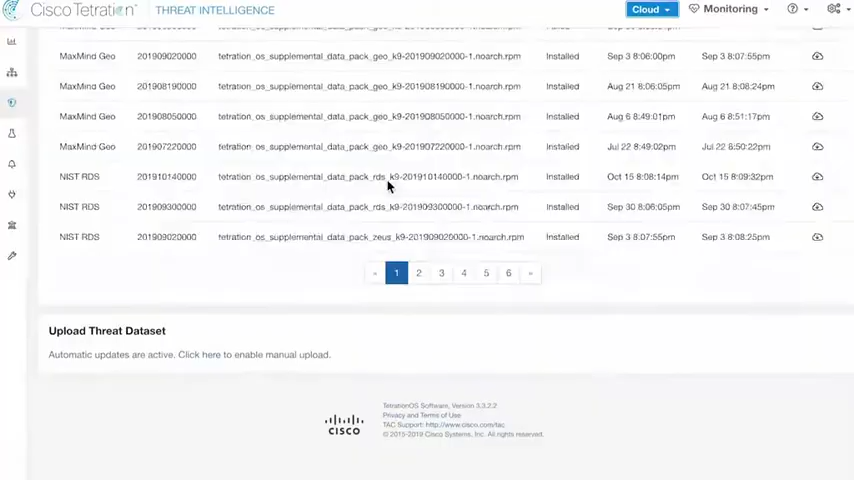 Cisco Tetration™ THREAT INTELLIGENCE Cloud Monitoring
MaxMind Geo 201909020000 tetration_os_supplemental_data_pack_geo_k9-201909020000-1.noarch.rpm Installed Sep 3 8:06:00pm Sep 3 8:07:55pm
MaxMind Geo 201908190000 tetration_os_supplemental_data_pack_geo_k9-201908190000-1.noarch.rpm Installed Aug 21 8:06:05pm Aug 21 8:08:24pm
MaxMind Geo 201908050000 tetration_os_supplemental_data_pack_geo_k9-201908050000-1.noarch.rpm Installed Aug 6 8:49:01pm Aug 6 8:51:17pm
MaxMind Geo 201907220000 tetration_os_supplemental_data_pack_geo_k9-201907220000-1.noarch.rpm Installed Jul 22 8:49:02pm Jul 22 8:50:22pm
NIST RDS 201910140000 tetration_os_supplemental_data_pack_rds_k9-201910140000-1.noarch.rpm Installed Oct 15 8:08:14pm Oct 15 8:09:32pm
NIST RDS 201909300000 tetration_os_supplemental_data_pack_rds_k9-201909300000-1.noarch.rpm Installed Sep 30 8:06:05pm Sep 30 8:07:45pm
NIST RDS 201909020000 tetration_os_supplemental_data_pack_zeus_k9-201909020000-1.noarch.rpm Installed Sep 3 8:07:55pm Sep 3 8:08:25pm
« 1 2 3 4 5 6 »
Upload Threat Dataset
Automatic updates are active. Click here to enable manual upload.
TetrationOS Software, Version 3.3.2.2
Privacy and Terms of Use
TAC Support: http://www.cisco.com/tac
© 2015-2019 Cisco Systems, Inc. All rights reserved.
CISCO